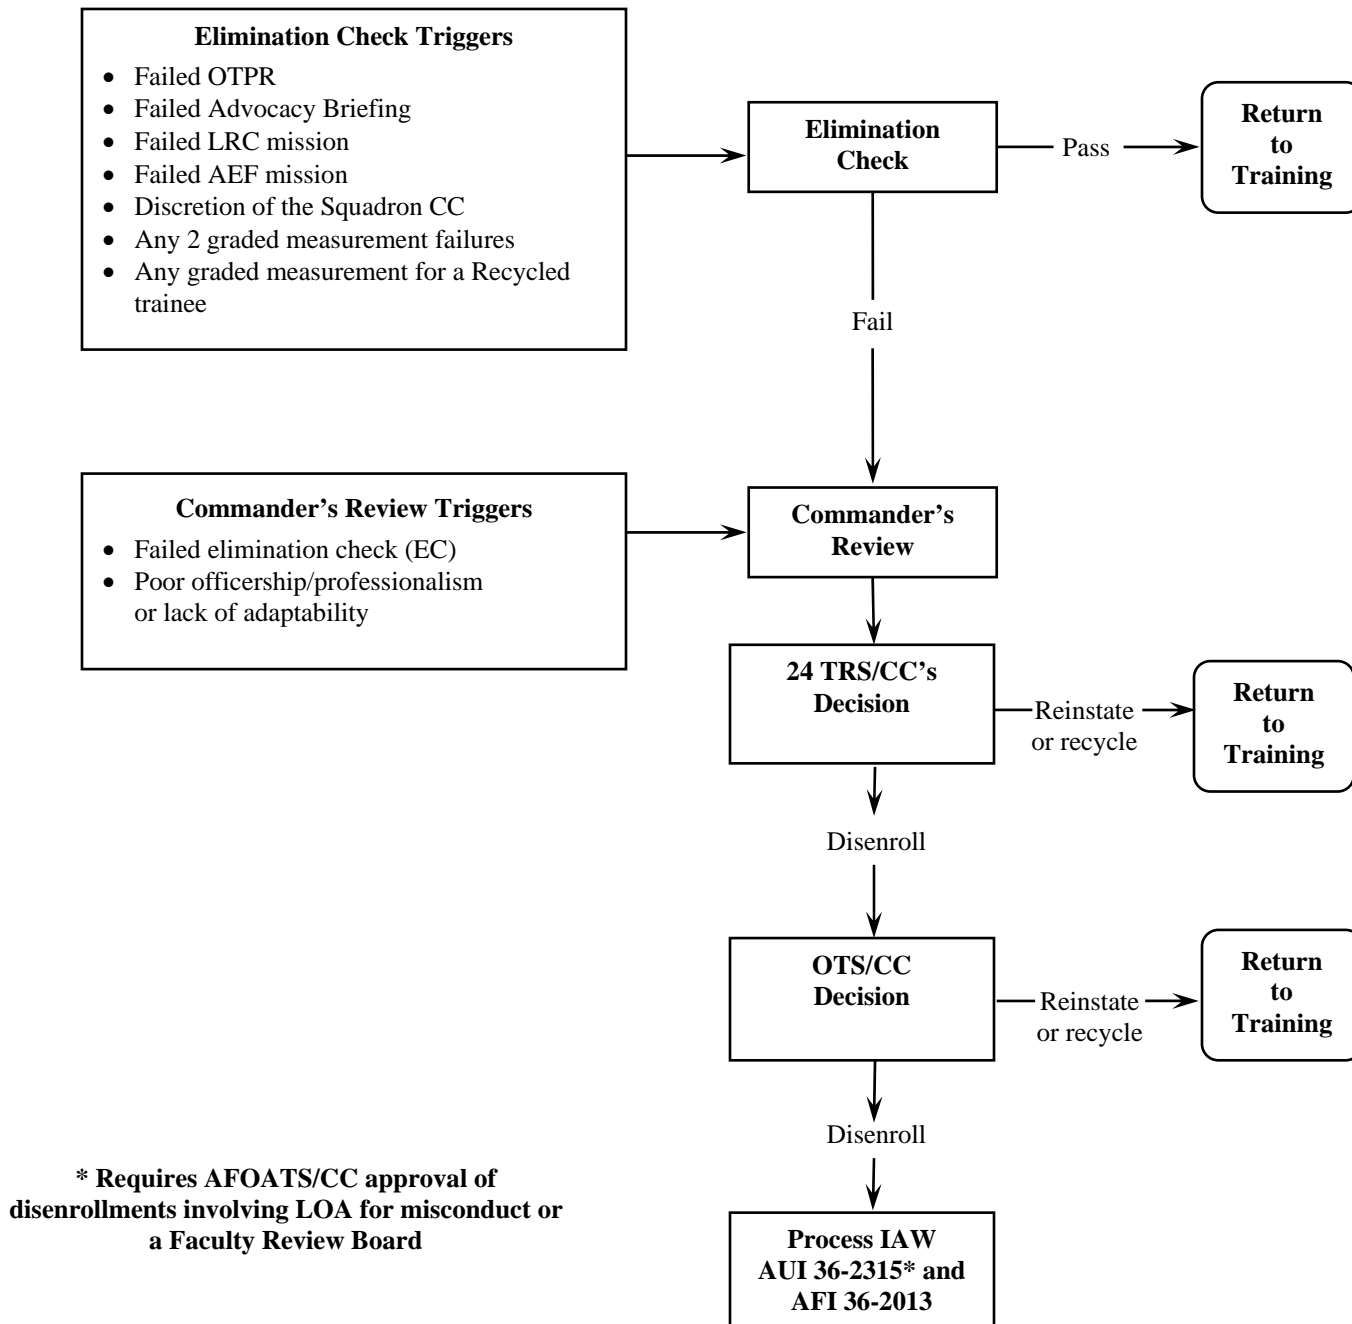 Elimination Check Triggers
• Failed OTPR
• Failed Advocacy Briefing
• Failed LRC mission
• Failed AEF mission
• Discretion of the Squadron CC
• Any 2 graded measurement failures
• Any graded measurement for a Recycled
trainee
Elimination
Check
Pass
Return
to
Training
Fail
Commander’s Review Triggers
• Failed elimination check (EC)
• Poor officership/professionalism
or lack of adaptability
Commander’s
Review
24 TRS/CC’s
Decision
Reinstate
or recycle
Return
to
Training
Disenroll
OTS/CC
Decision
Reinstate
or recycle
Return
to
Training
Disenroll
* Requires AFOATS/CC approval of
disenrollments involving LOA for misconduct or
a Faculty Review Board
Process IAW
AUI 36-2315* and
AFI 36-2013